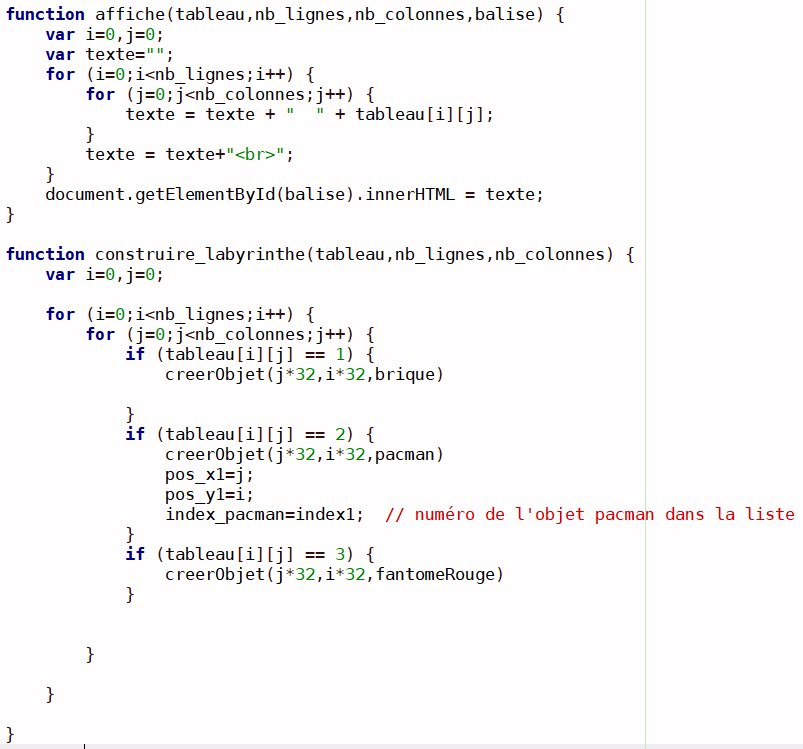 function affiche(tableau,nb_lignes,nb_colonnes,balise) {
    var i=0,j=0;
    var texte="";
    for (i=0;i<nb_lignes;i++) {
        for (j=0;j<nb_colonnes;j++) {
            texte = texte + "  " + tableau[i][j];
        }
        texte = texte+"<br>";
    }
    document.getElementById(balise).innerHTML = texte;
}

function construire_labyrinthe(tableau,nb_lignes,nb_colonnes) {
    var i=0,j=0;

    for (i=0;i<nb_lignes;i++) {
        for (j=0;j<nb_colonnes;j++) {
            if (tableau[i][j] == 1) {
                creerObjet(j*32,i*32,brique)

            }
            if (tableau[i][j] == 2) {
                creerObjet(j*32,i*32,pacman)
                pos_x1=j;
                pos_y1=i;
                index_pacman=index1;  // numéro de l'objet pacman dans la liste
            }
            if (tableau[i][j] == 3) {
                creerObjet(j*32,i*32,fantomeRouge)
            }


        }

    }

}